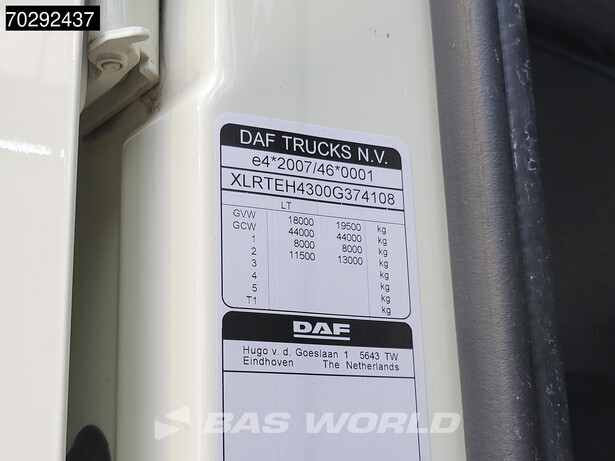 70292437
DAF TRUCKS N.V.
e4*2007/46*0001
XLRTEH4300G374108
LT
GVW 18000 19500 kg
GCW 44000 44000 kg
1 8000 8000 kg
2 11500 13000 kg
3 kg
4 kg
5 kg
T1 kg
DAF
Hugo v. d. Goeslaan 1 5643 TW
Eindhoven The Netherlands
BAS WORLD